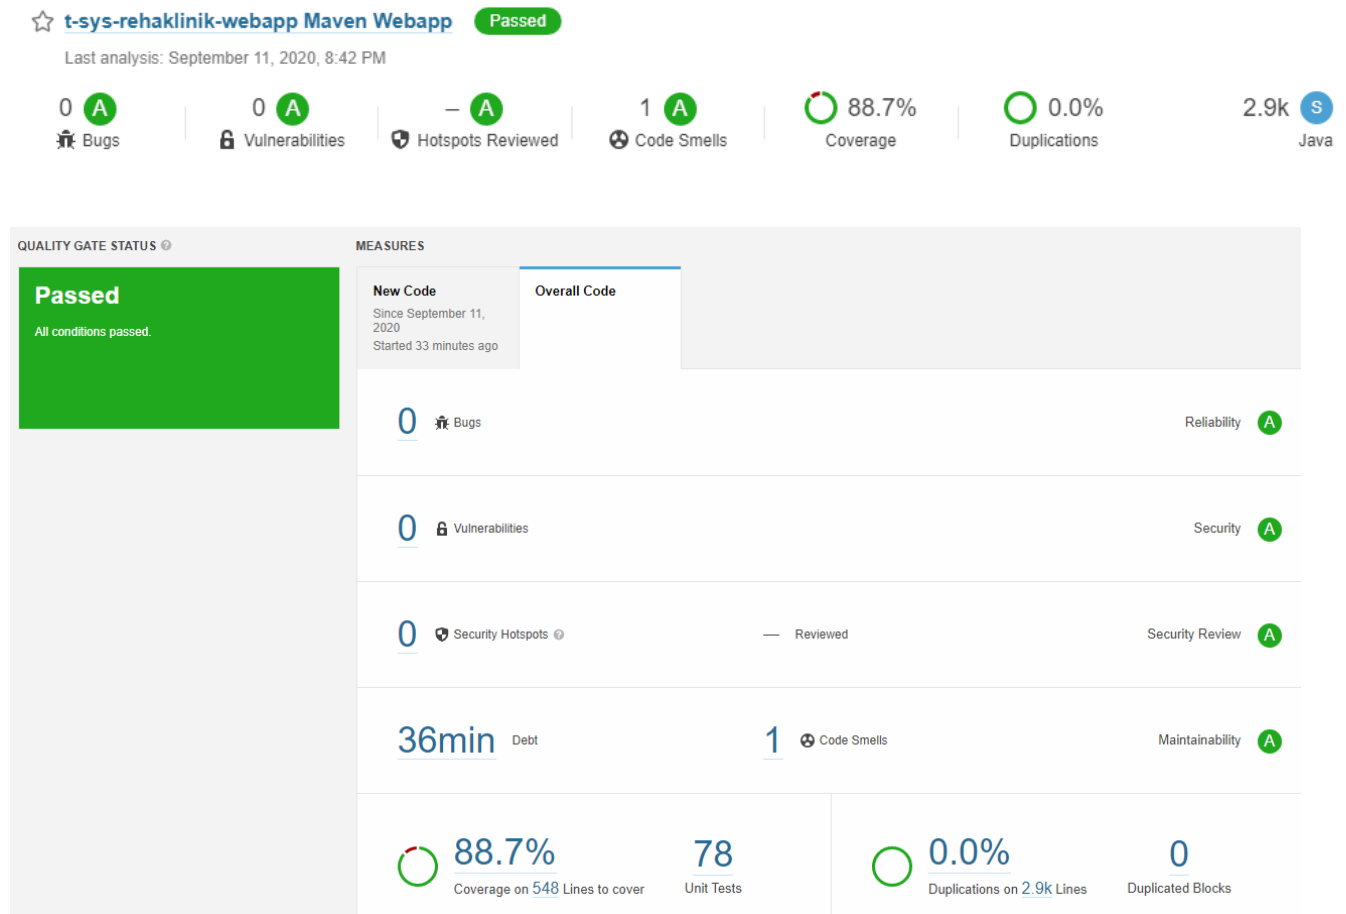 t-sys-rehaklinik-webapp Maven Webapp Passed
Last analysis: September 11, 2020, 8:42 PM
0 A 0 A — A 1 A 88.7% 0.0% 2.9k S
Bugs Vulnerabilities Hotspots Reviewed Code Smells Coverage Duplications Java
QUALITY GATE STATUS ?
Passed
All conditions passed.
MEASURES
New Code
Since September 11,
2020
Started 33 minutes ago
Overall Code
0 Bugs Reliability A
0 Vulnerabilities Security A
0 Security Hotspots ? — Reviewed Security Review A
36min Debt 1 Code Smells Maintainability A
88.7% 78 0.0% 0
Coverage on 548 Lines to cover Unit Tests Duplications on 2.9k Lines Duplicated Blocks